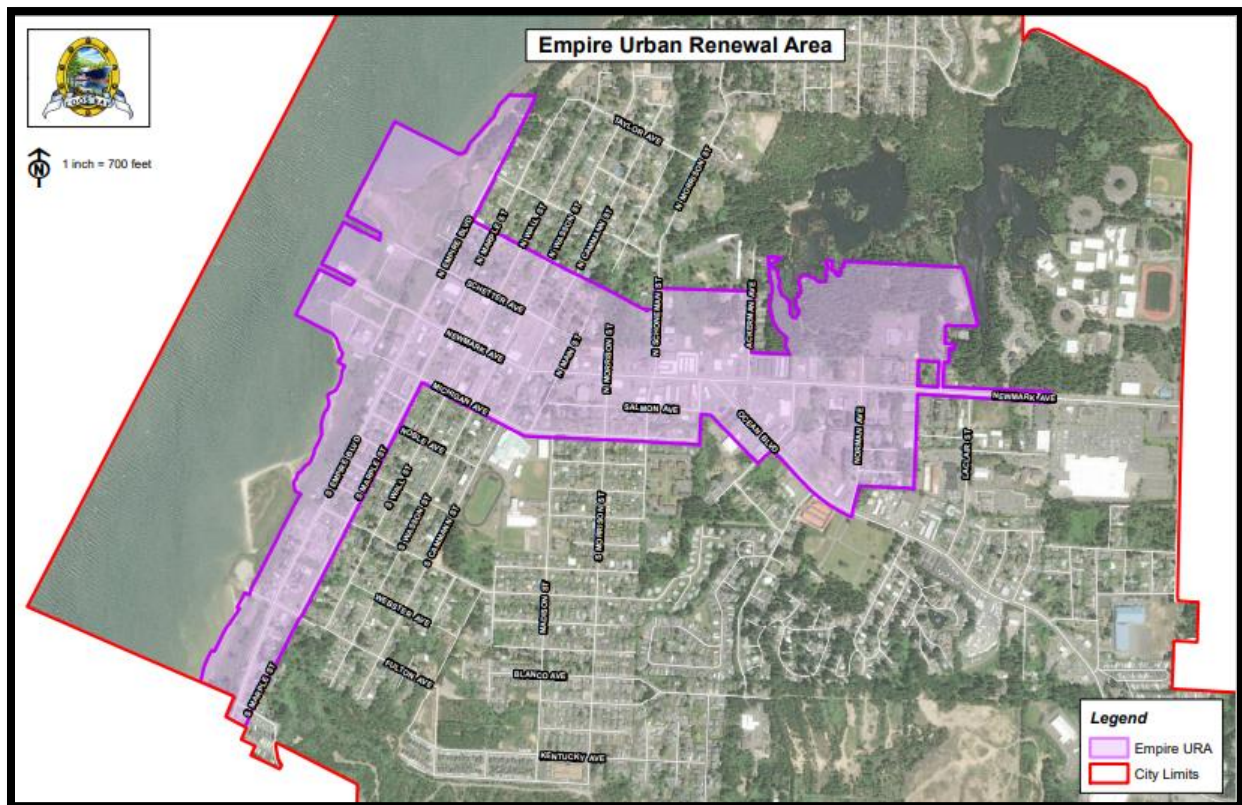 Empire Urban Renewal Area
COOS BAY
N
1 inch = 700 feet
TAYLOR AVE
N MORRISON ST
N EMPIRE BLVD
N MARPLE ST
N WALL ST
N WASSON ST
N CAMMANN ST
SCHETTER AVE
N SCHONEMAN ST
ACKERMAN AVE
NEWMARK AVE
N MAIN ST
N MORRISON ST
MICHIGAN AVE
SALMON AVE
OCEAN BLVD
NORMAN AVE
NEWMARK AVE
LACLAIR ST
NOBLE AVE
S EMPIRE BLVD
S MARPLE ST
S WALL ST
S WASSON ST
S CAMMANN ST
S MORRISON ST
MADISON ST
WEBSTER AVE
FULTON AVE
BLANCO AVE
S MARPLE ST
KENTUCKY AVE
Legend
Empire URA
City Limits